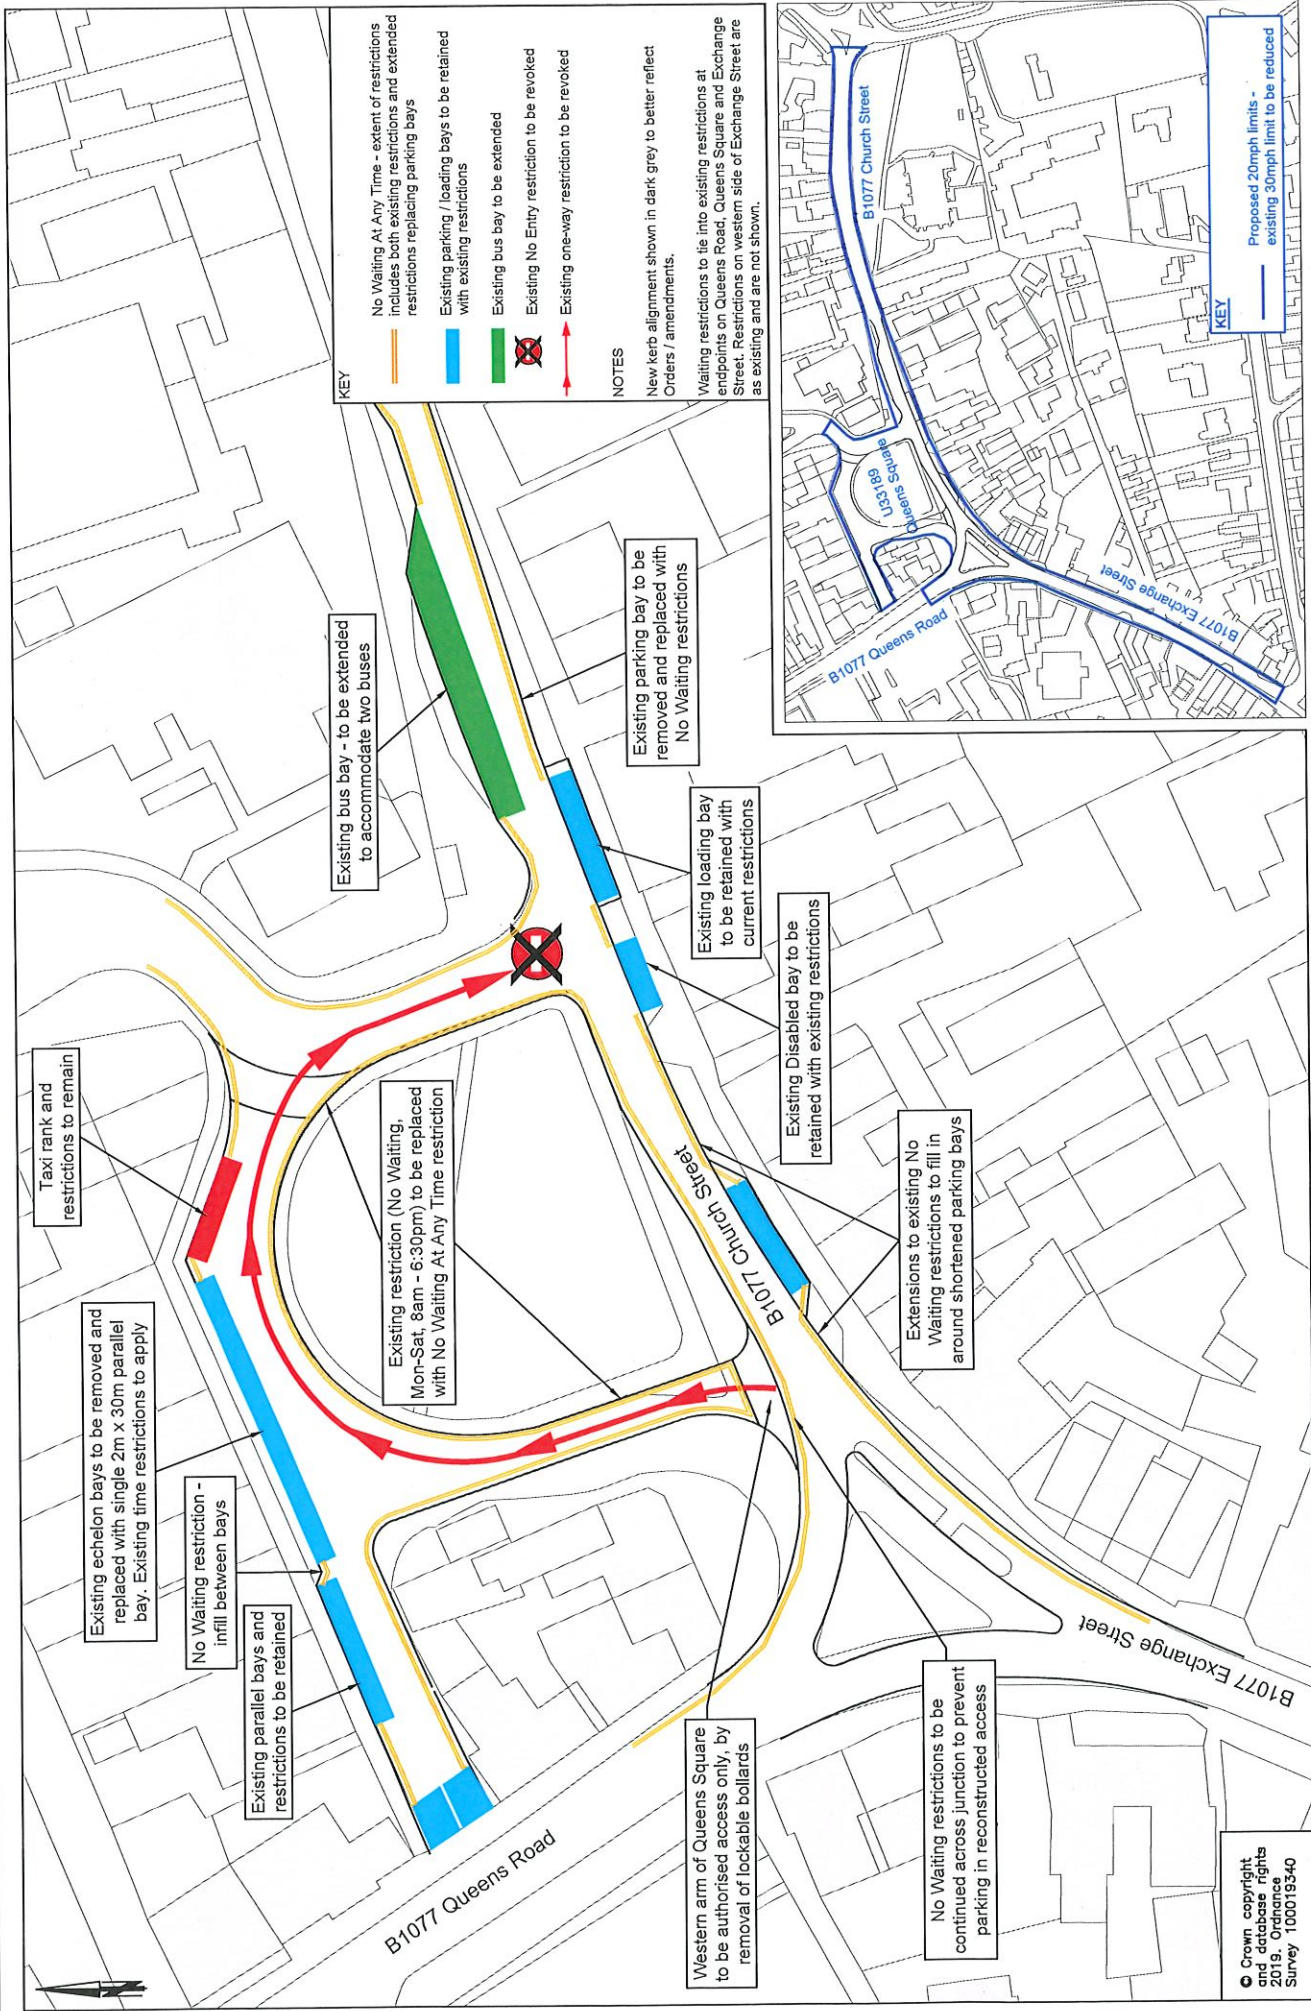 Taxi rank and
restrictions to remain
Existing echelon bays to be removed and
replaced with single 2m x 30m parallel
bay. Existing time restrictions to apply
No Waiting restriction -
infill between bays
Existing parallel bays and
restrictions to be retained
B1077 Queens Road
Existing bus bay - to be extended
to accommodate two buses
Existing restriction (No Waiting,
Mon-Sat, 8am - 6:30pm) to be replaced
with No Waiting At Any Time restriction
Existing parking bay to be
removed and replaced with
No Waiting restrictions
Existing loading bay
to be retained with
current restrictions
Existing Disabled bay to be
retained with existing restrictions
B1077 Church Street
B1077 Church Street
Extensions to existing No
Waiting restrictions to fill in
around shortened parking bays
Western arm of Queens Square
to be authorised access only, by
removal of lockable bollards
No Waiting restrictions to be
continued across junction to prevent
parking in reconstructed access
B1077 Exchange Street
B1077 Exchange Street
© Crown copyright
and database rights
2019. Ordnance
Survey 100019340
KEY
No Waiting At Any Time - extent of restrictions
includes both existing restrictions and extended
restrictions replacing parking bays
Existing parking / loading bays to be retained
with existing restrictions
Existing bus bay to be extended
Existing No Entry restriction to be revoked
Existing one-way restriction to be revoked
NOTES
New kerb alignment shown in dark grey to better reflect
Orders / amendments.
Waiting restrictions to tie into existing restrictions at
endpoints on Queens Road, Queens Square and Exchange
Street. Restrictions on western side of Exchange Street are
as existing and are not shown.
B1077 Church Street
U33189
Queens Square
B1077 Queens Road
B1077 Exchange Street
KEY
Proposed 20mph limits -
existing 30mph limit to be reduced